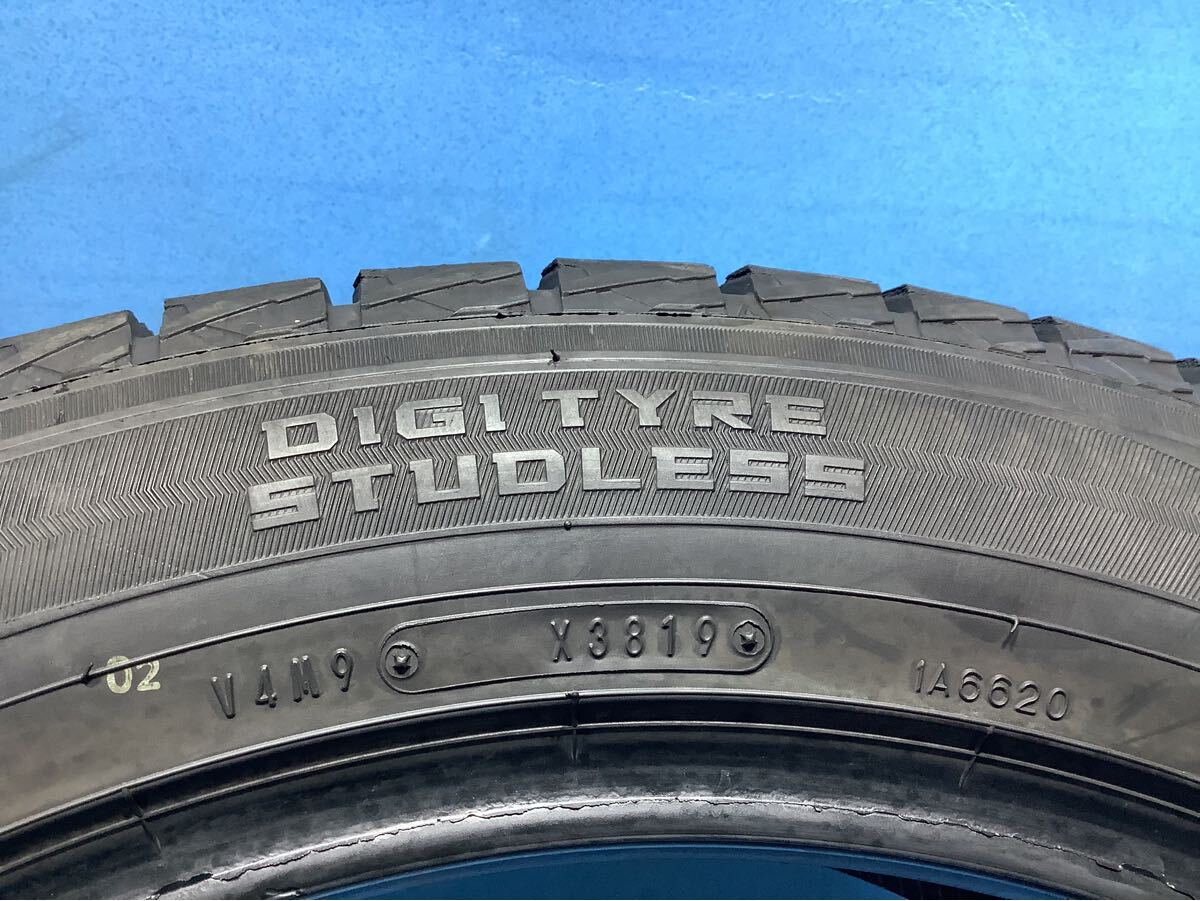 DIGI TYRE
STUDLESS
02 V4M9 X3819 1A6620